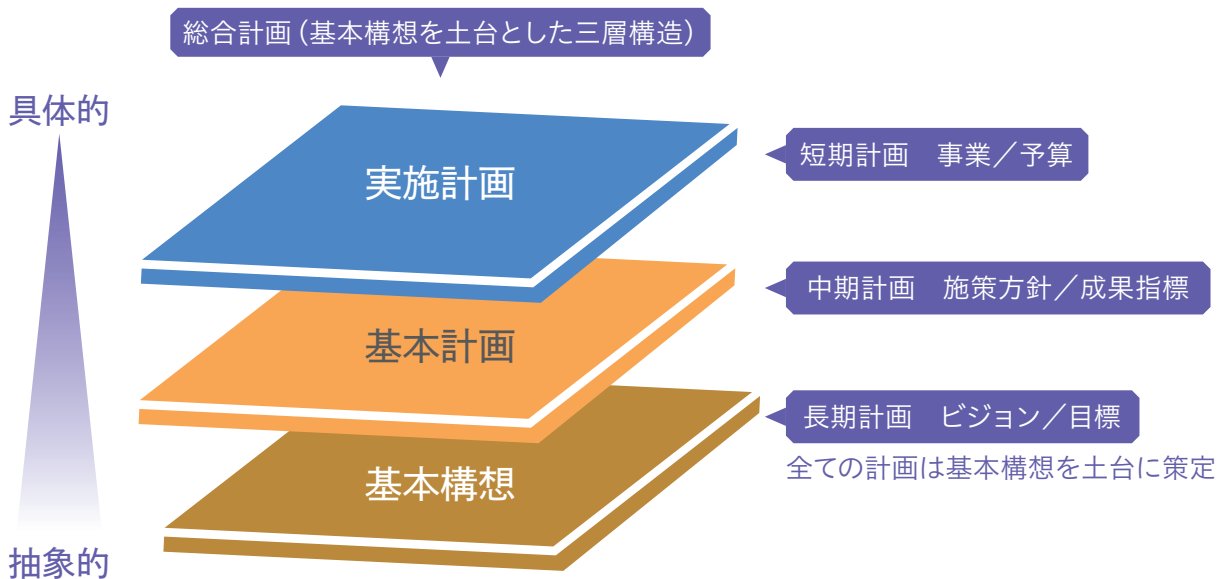 総合計画（基本構想を土台とした三層構造）
具体的
実施計画
短期計画　事業／予算
中期計画　施策方針／成果指標
基本計画
長期計画　ビジョン／目標
全ての計画は基本構想を土台に策定
基本構想
抽象的